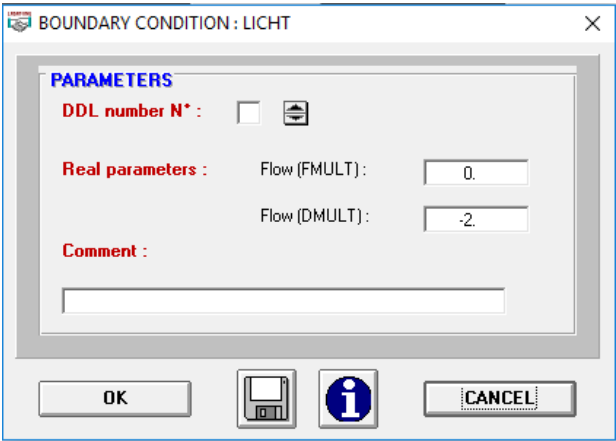 BOUNDARY CONDITION : LICHT
PARAMETERS
DDL number N* :
Real parameters : Flow (FMULT) : 0.
Flow (DMULT) : -2.
Comment :
OK CANCEL